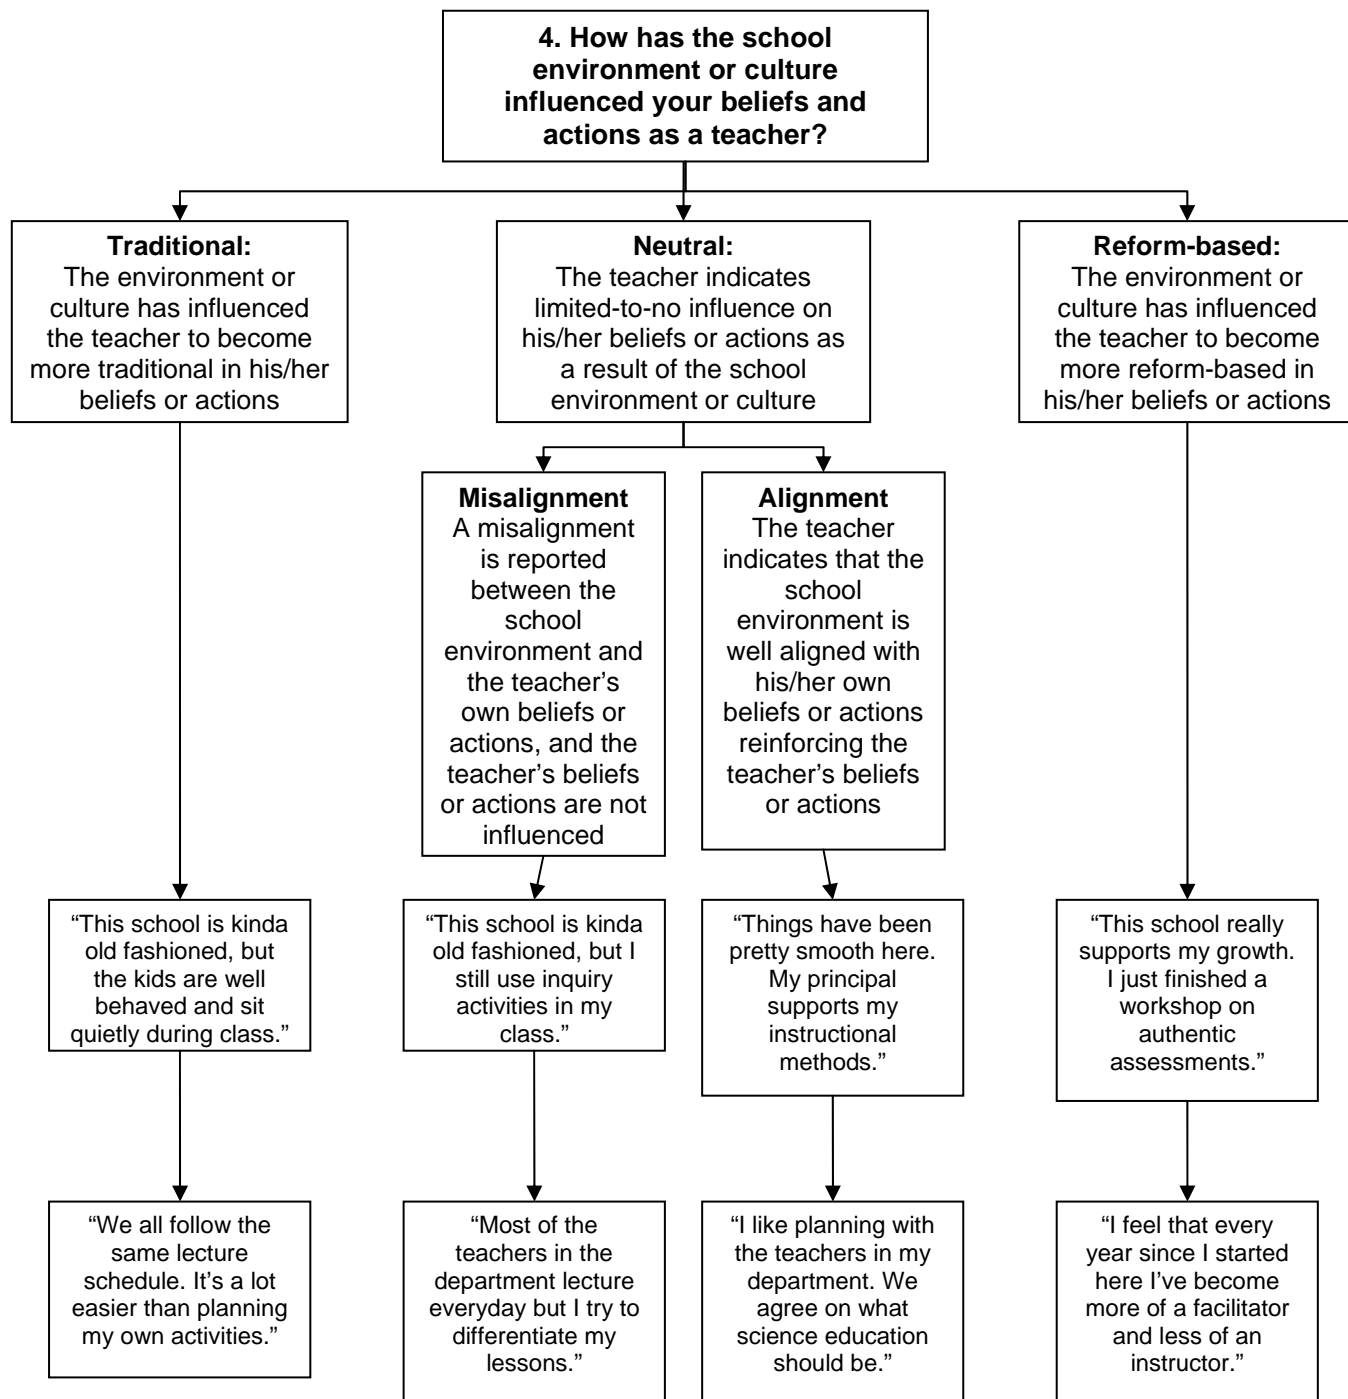 4. How has the school
environment or culture
influenced your beliefs and
actions as a teacher?
Traditional:
The environment or
culture has influenced
the teacher to become
more traditional in his/her
beliefs or actions
Neutral:
The teacher indicates
limited-to-no influence on
his/her beliefs or actions as
a result of the school
environment or culture
Reform-based:
The environment or
culture has influenced
the teacher to become
more reform-based in
his/her beliefs or actions
Misalignment
A misalignment
is reported
between the
school
environment and
the teacher’s
own beliefs or
actions, and the
teacher’s beliefs
or actions are not
influenced
Alignment
The teacher
indicates that the
school
environment is
well aligned with
his/her own
beliefs or actions
reinforcing the
teacher’s beliefs
or actions
“This school is kinda
old fashioned, but
the kids are well
behaved and sit
quietly during class.”
“This school is kinda
old fashioned, but I
still use inquiry
activities in my
class.”
“Things have been
pretty smooth here.
My principal
supports my
instructional
methods.”
“This school really
supports my growth.
I just finished a
workshop on
authentic
assessments.”
“We all follow the
same lecture
schedule. It’s a lot
easier than planning
my own activities.”
“Most of the
teachers in the
department lecture
everyday but I try to
differentiate my
lessons.”
“I like planning with
the teachers in my
department. We
agree on what
science education
should be.”
“I feel that every
year since I started
here I’ve become
more of a facilitator
and less of an
instructor.”